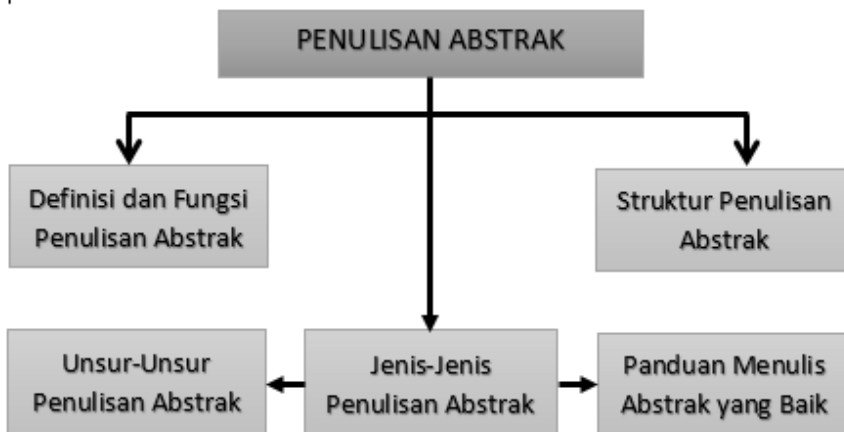 PENULISAN ABSTRAK
Definisi dan Fungsi
Penulisan Abstrak
Struktur Penulisan
Abstrak
Unsur-Unsur
Penulisan Abstrak
Jenis-Jenis
Penulisan Abstrak
Panduan Menulis
Abstrak yang Baik